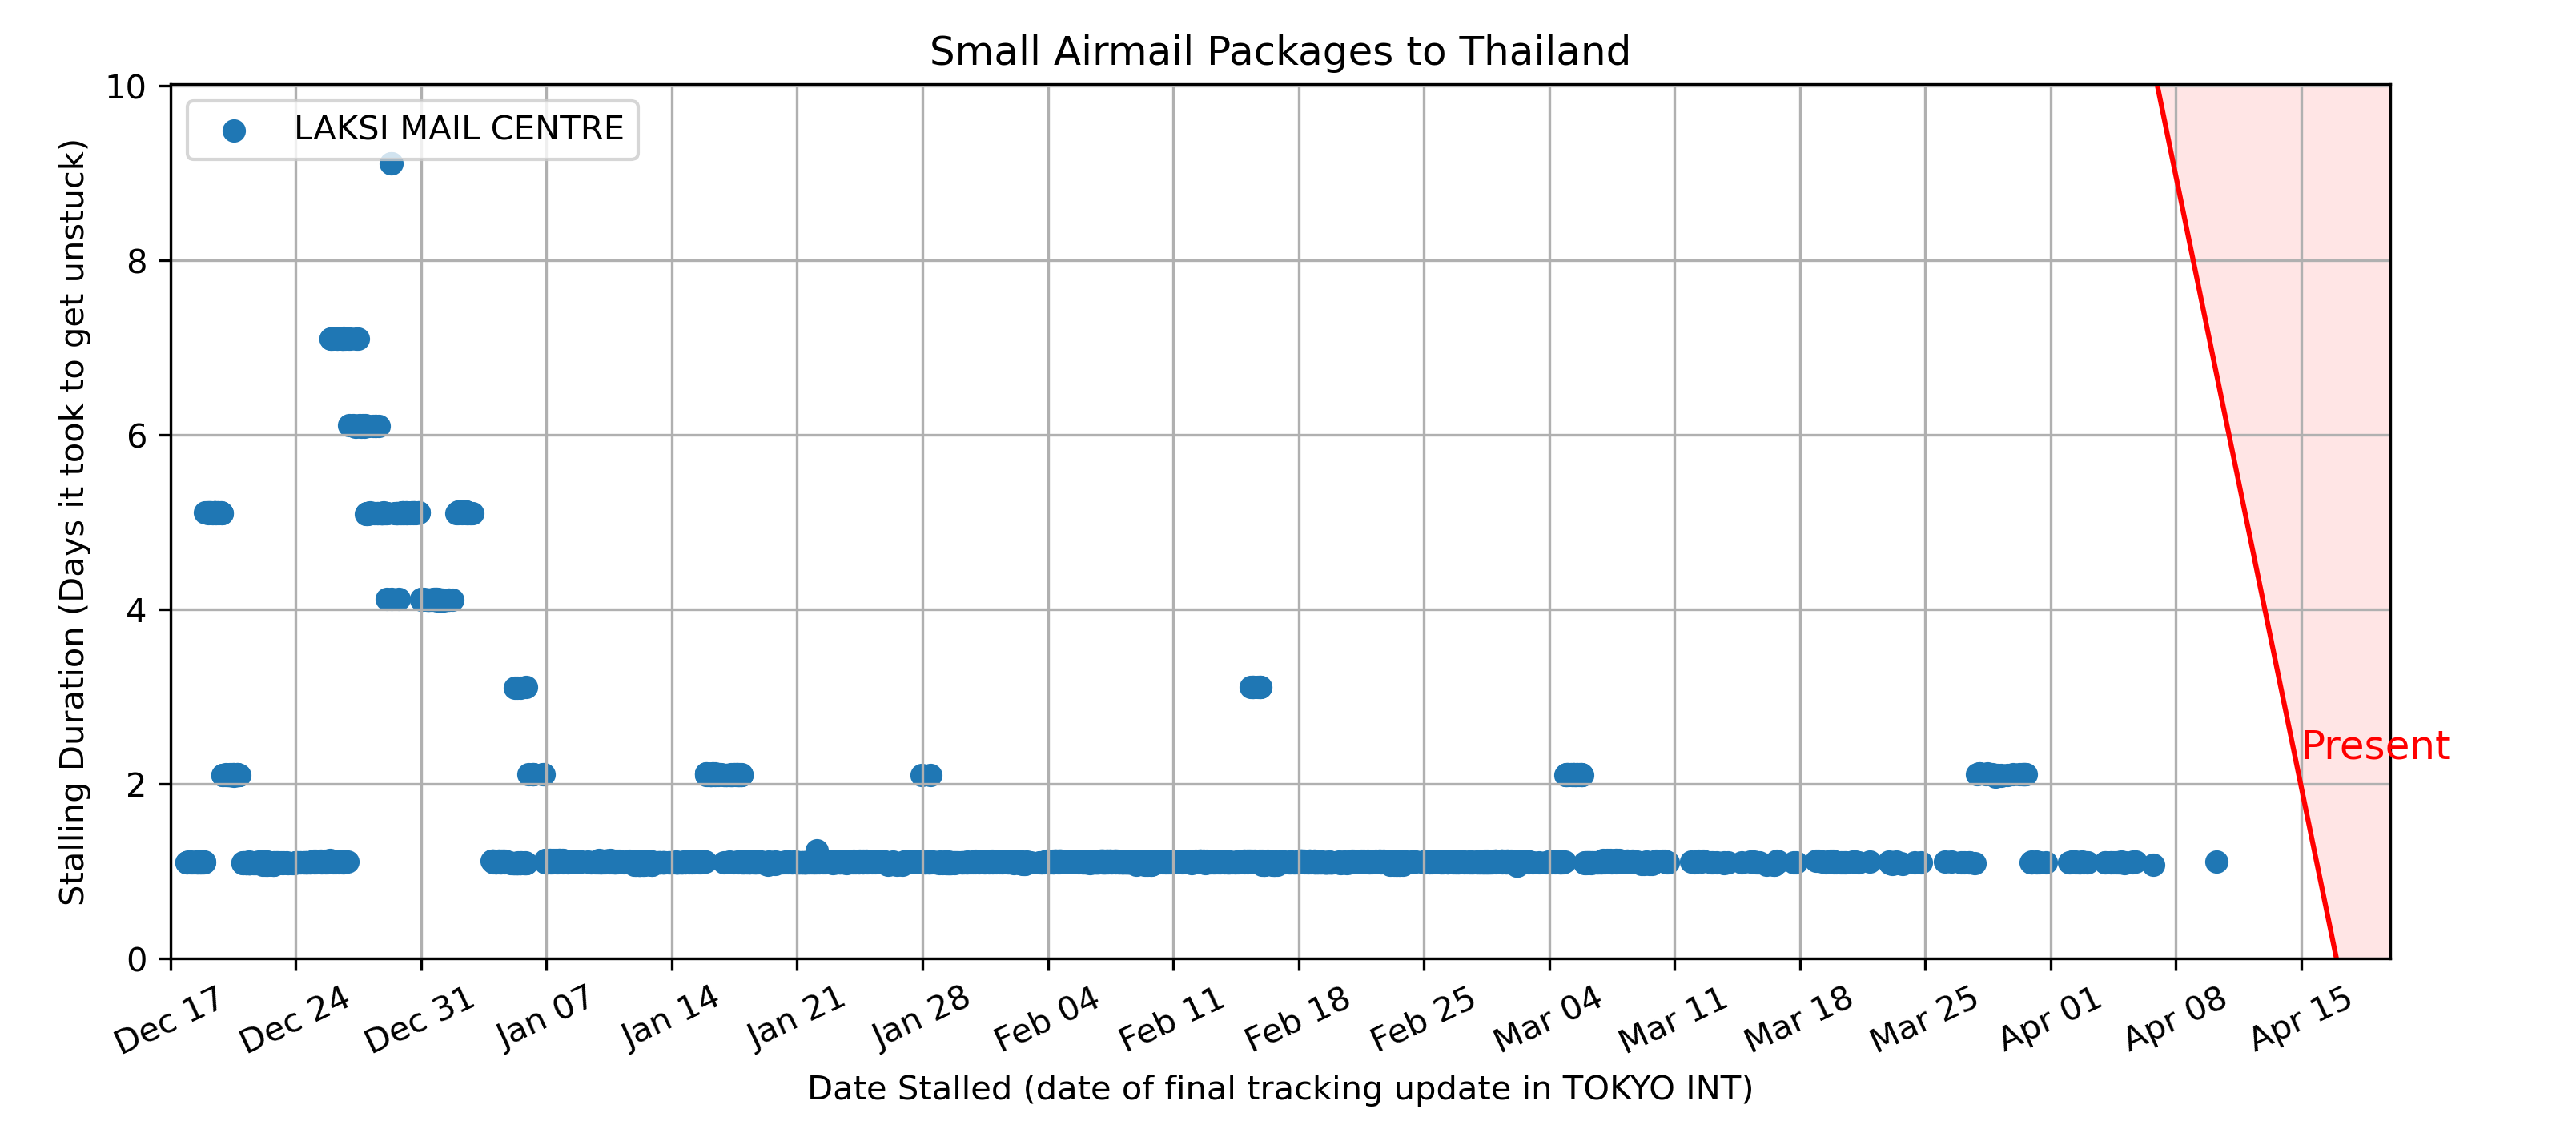 Small Airmail Packages to Thailand
LAKSI MAIL CENTRE
Stalling Duration (Days it took to get unstuck)
10
8
6
4
2
0
Present
Dec 17
Dec 24
Dec 31
Jan 07
Jan 14
Jan 21
Jan 28
Feb 04
Feb 11
Feb 18
Feb 25
Mar 04
Mar 11
Mar 18
Mar 25
Apr 01
Apr 08
Apr 15
Date Stalled (date of final tracking update in TOKYO INT)